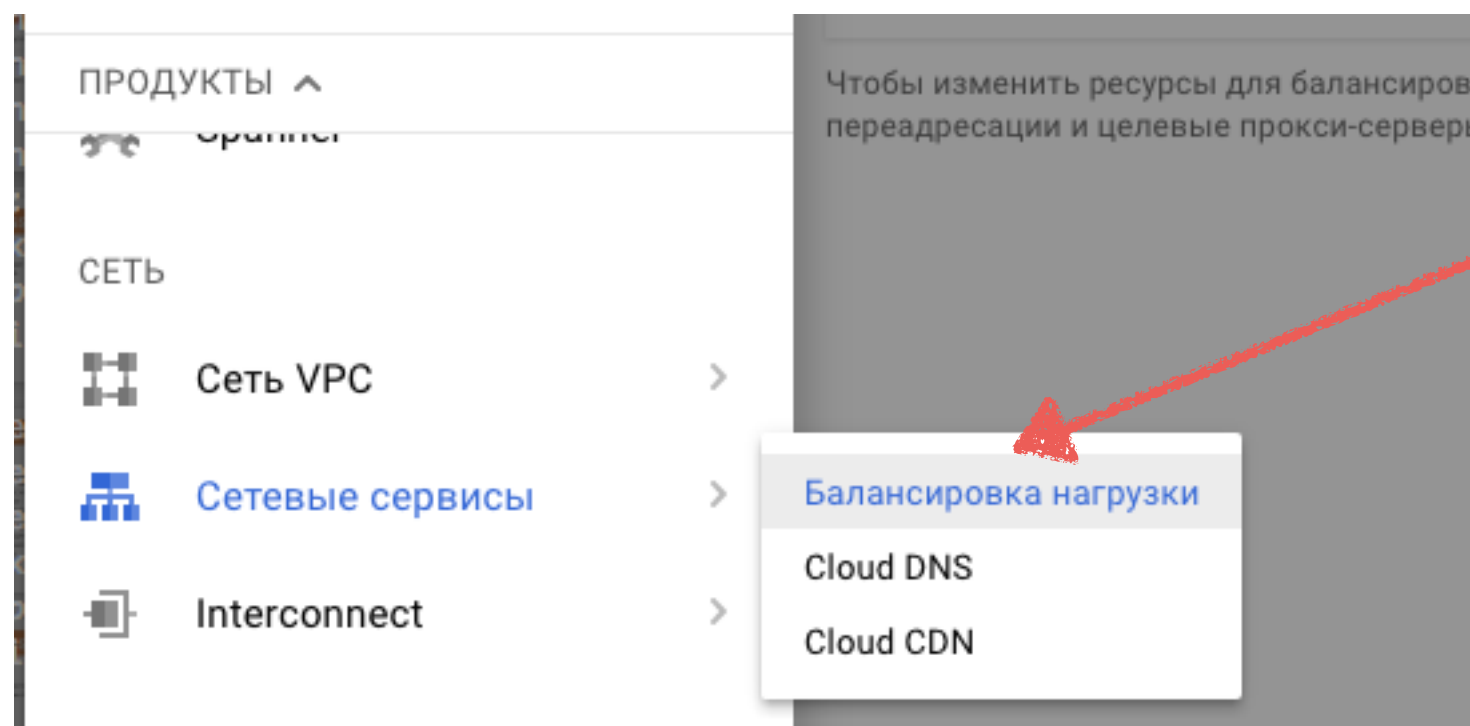 ПРОДУКТЫ
Spanner
СЕТЬ
Сеть VPC
Сетевые сервисы
Interconnect
Балансировка нагрузки
Cloud DNS
Cloud CDN
Чтобы изменить ресурсы для балансиров
переадресации и целевые прокси-серверы